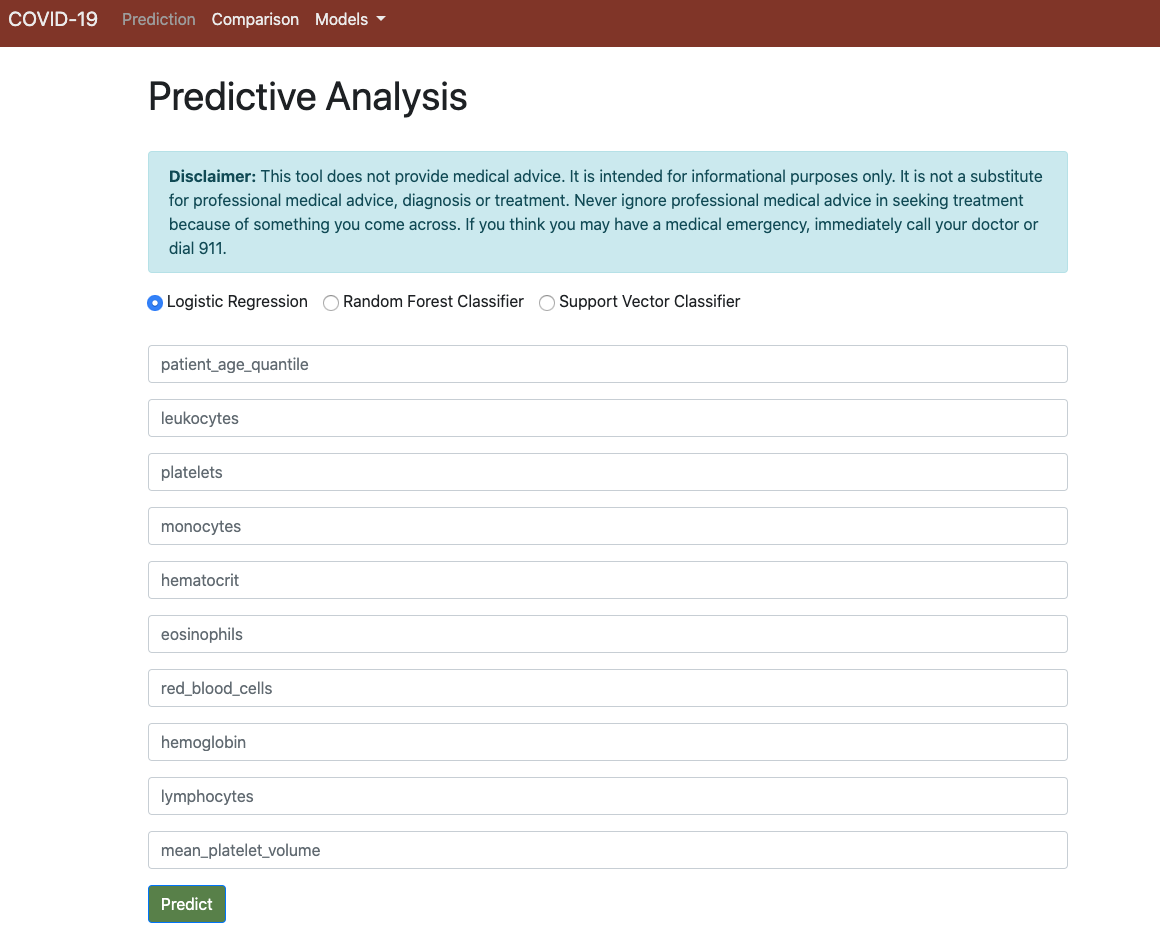 COVID-19 Prediction Comparison Models
Predictive Analysis
Disclaimer: This tool does not provide medical advice. It is intended for informational purposes only. It is not a substitute
for professional medical advice, diagnosis or treatment. Never ignore professional medical advice in seeking treatment
because of something you come across. If you think you may have a medical emergency, immediately call your doctor or
dial 911.
Logistic Regression Random Forest Classifier Support Vector Classifier
patient_age_quantile
leukocytes
platelets
monocytes
hematocrit
eosinophils
red_blood_cells
hemoglobin
lymphocytes
mean_platelet_volume
Predict